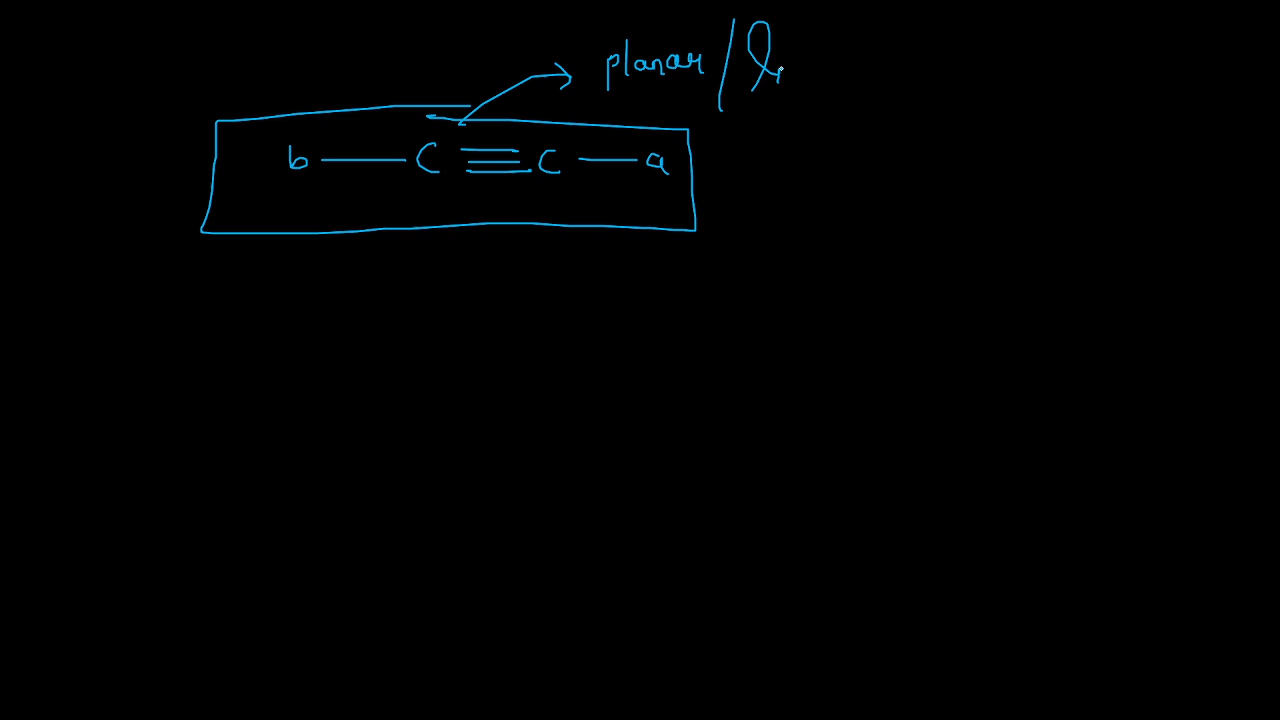 planar /
b — C ≡ C — a